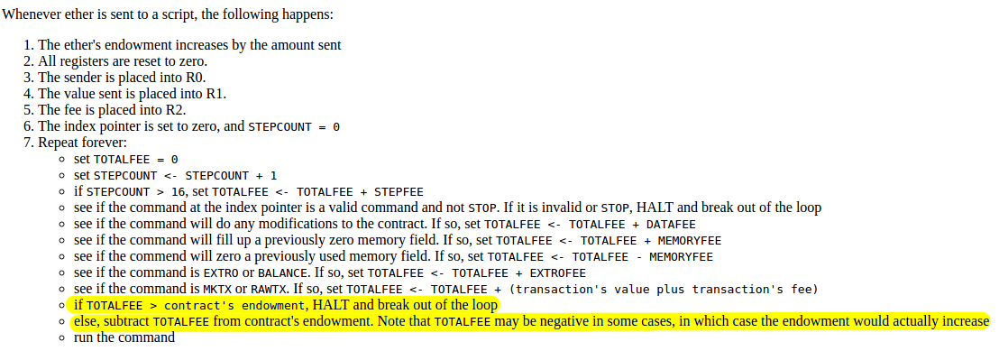 Whenever ether is sent to a script, the following happens:
1. The ether's endowment increases by the amount sent
2. All registers are reset to zero.
3. The sender is placed into R0.
4. The value sent is placed into R1.
5. The fee is placed into R2.
6. The index pointer is set to zero, and STEPCOUNT = 0
7. Repeat forever:
○ set TOTALFEE = 0
○ set STEPCOUNT <- STEPCOUNT + 1
○ if STEPCOUNT > 16, set TOTALFEE <- TOTALFEE + STEPFEE
○ see if the command at the index pointer is a valid command and not STOP. If it is invalid or STOP, HALT and break out of the loop
○ see if the command will do any modifications to the contract. If so, set TOTALFEE <- TOTALFEE + DATAFEE
○ see if the command will fill up a previously zero memory field. If so, set TOTALFEE <- TOTALFEE + MEMORYFEE
○ see if the commend will zero a previously used memory field. If so, set TOTALFEE <- TOTALFEE - MEMORYFEE
○ see if the command is EXTRO or BALANCE. If so, set TOTALFEE <- TOTALFEE + EXTROFEE
○ see if the command is MKTX or RAWTX. If so, set TOTALFEE <- TOTALFEE + (transaction's value plus transaction's fee)
○ if TOTALFEE > contract's endowment, HALT and break out of the loop
○ else, subtract TOTALFEE from contract's endowment. Note that TOTALFEE may be negative in some cases, in which case the endowment would actually increase
○ run the command